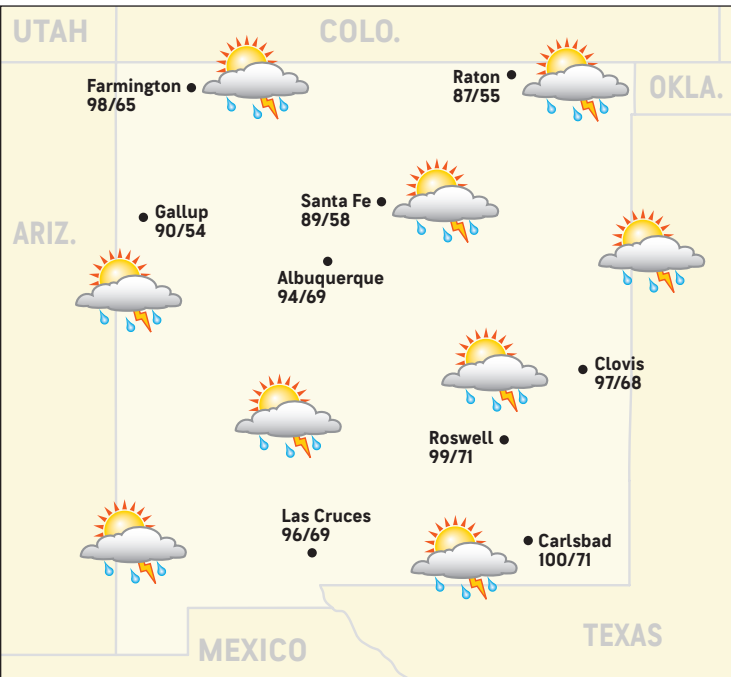 UTAH
COLO.
Farmington
98/65
Raton
87/55
OKLA.
Gallup
90/54
Santa Fe
89/58
ARIZ.
Albuquerque
94/69
Clovis
97/68
Roswell
99/71
Las Cruces
96/69
Carlsbad
100/71
MEXICO
TEXAS